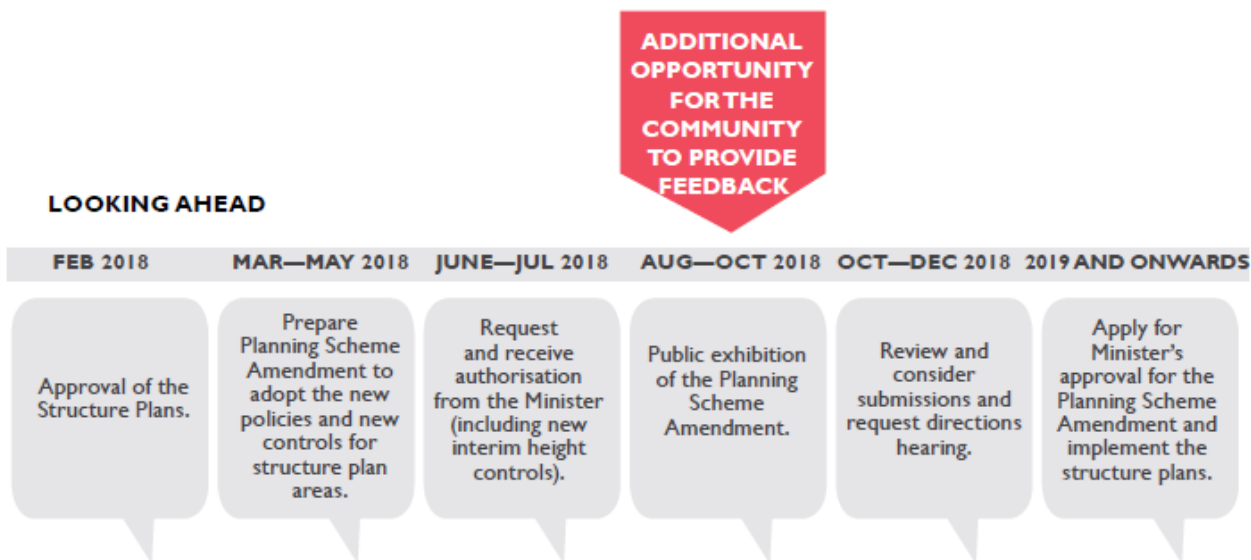 ADDITIONAL
OPPORTUNITY
FOR THE
COMMUNITY
TO PROVIDE
FEEDBACK
LOOKING AHEAD
FEB 2018
MAR—MAY 2018
JUNE—JUL 2018
AUG—OCT 2018
OCT—DEC 2018
2019 AND ONWARDS
Approval of the
Structure Plans.
Prepare
Planning Scheme
Amendment to
adopt the new
policies and new
controls for
structure plan
areas.
Request
and receive
authorisation
from the Minister
(including new
interim height
controls).
Public exhibition
of the Planning
Scheme
Amendment.
Review and
consider
submissions and
request directions
hearing.
Apply for
Minister's
approval for the
Planning Scheme
Amendment and
implement the
structure plans.